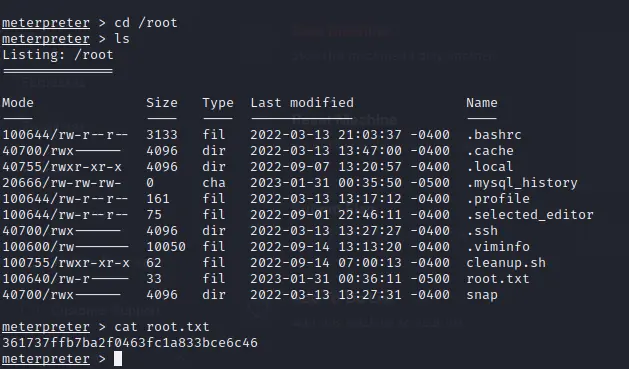 meterpreter > cd /root
meterpreter > ls
Listing: /root
==============
Mode Size Type Last modified Name
---- ---- ---- ------------- ----
100644/rw-r--r-- 3133 fil 2022-03-13 21:03:37 -0400 .bashrc
40700/rwx------ 4096 dir 2022-03-13 13:47:00 -0400 .cache
40755/rwxr-xr-x 4096 dir 2022-09-07 13:20:57 -0400 .local
20666/rw-rw-rw- 0 cha 2023-01-31 00:35:50 -0500 .mysql_history
100644/rw-r--r-- 161 fil 2022-03-13 13:17:12 -0400 .profile
100644/rw-r--r-- 75 fil 2022-09-01 22:46:11 -0400 .selected_editor
40700/rwx------ 4096 dir 2022-03-13 13:27:27 -0400 .ssh
100600/rw------- 10050 fil 2022-09-14 13:13:20 -0400 .viminfo
100755/rwxr-xr-x 62 fil 2022-09-14 07:00:13 -0400 cleanup.sh
100640/rw-r----- 33 fil 2023-01-31 00:36:11 -0500 root.txt
40700/rwx------ 4096 dir 2022-03-13 13:27:31 -0400 snap
meterpreter > cat root.txt
361737ffb7ba2f0463fc1a833bce6c46
meterpreter >